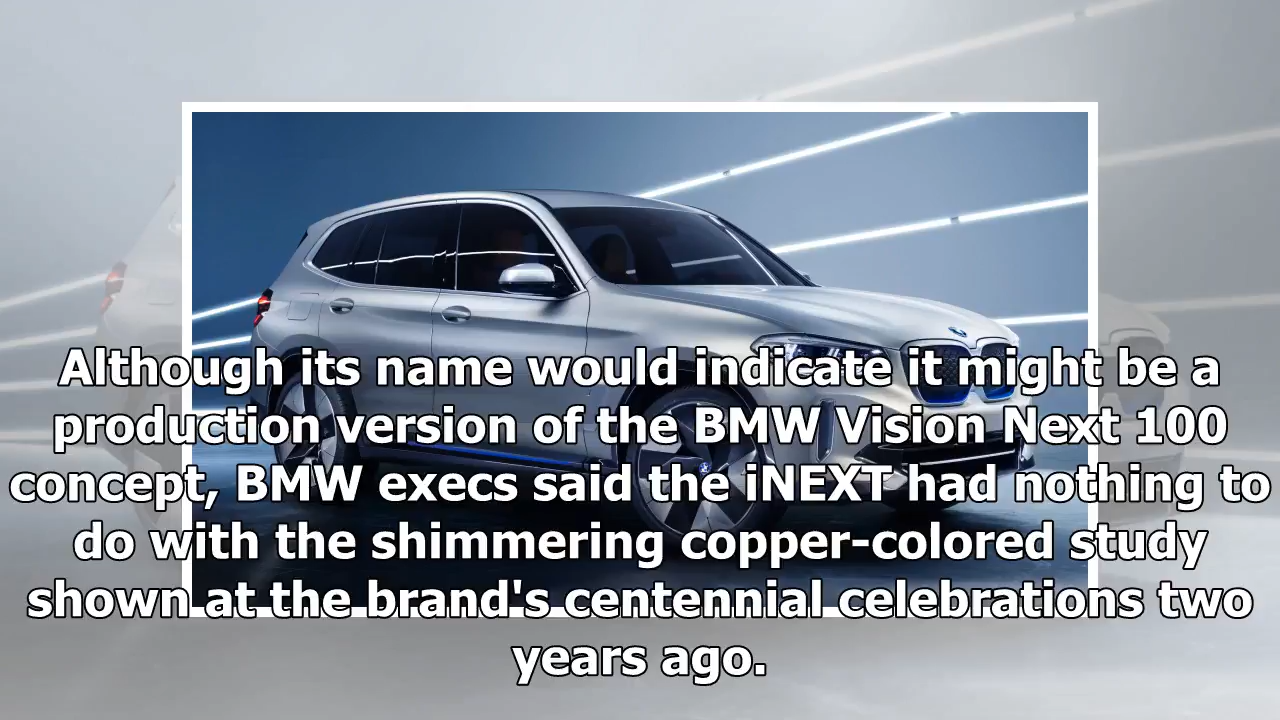 Although its name would indicate it might be a
production version of the BMW Vision Next 100
concept, BMW execs said the iNEXT had nothing to
do with the shimmering copper-colored study
shown at the brand's centennial celebrations two
years ago.